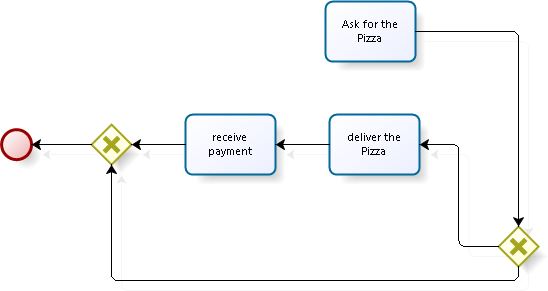 Ask for the
Pizza
receive
payment
deliver the
Pizza